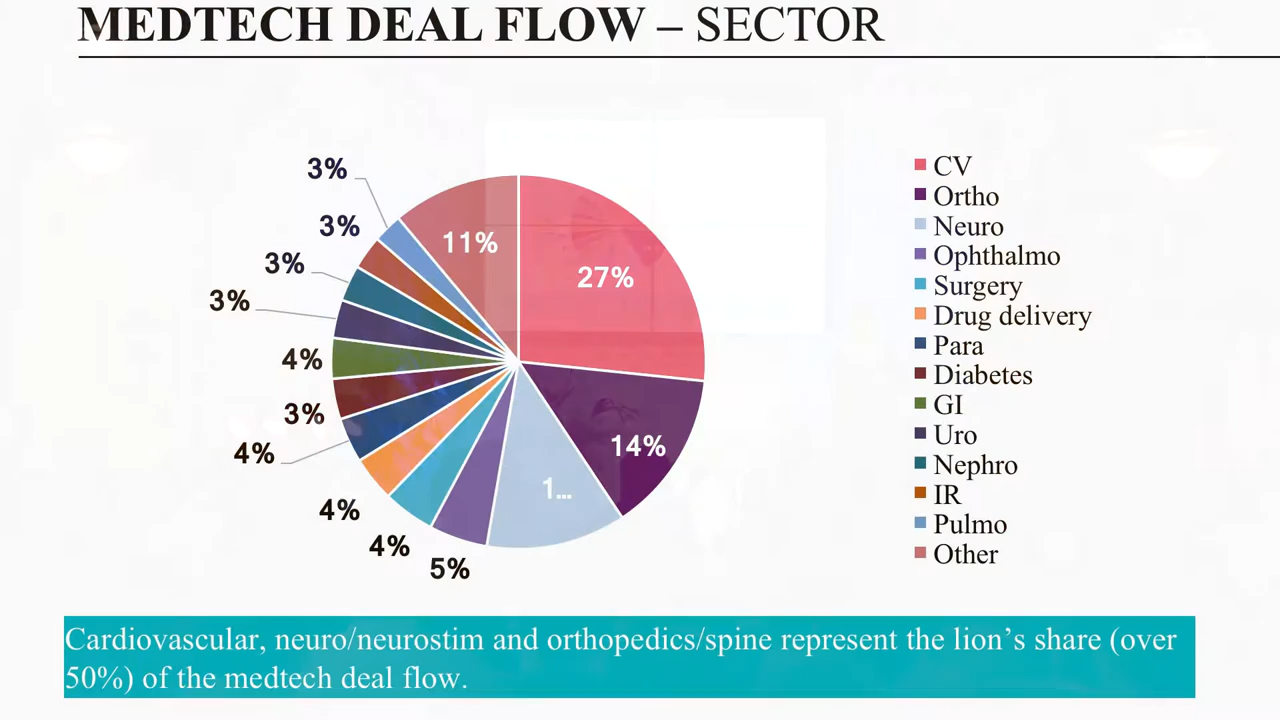 MEDTECH DEAL FLOW – SECTOR
3%
3%
3%
3%
4%
3%
4%
4%
4%
5%
11%
27%
14%
1...
CV
Ortho
Neuro
Ophthalmo
Surgery
Drug delivery
Para
Diabetes
GI
Uro
Nephro
IR
Pulmo
Other
Cardiovascular, neuro/neurostim and orthopedics/spine represent the lion’s share (over
50%) of the medtech deal flow.